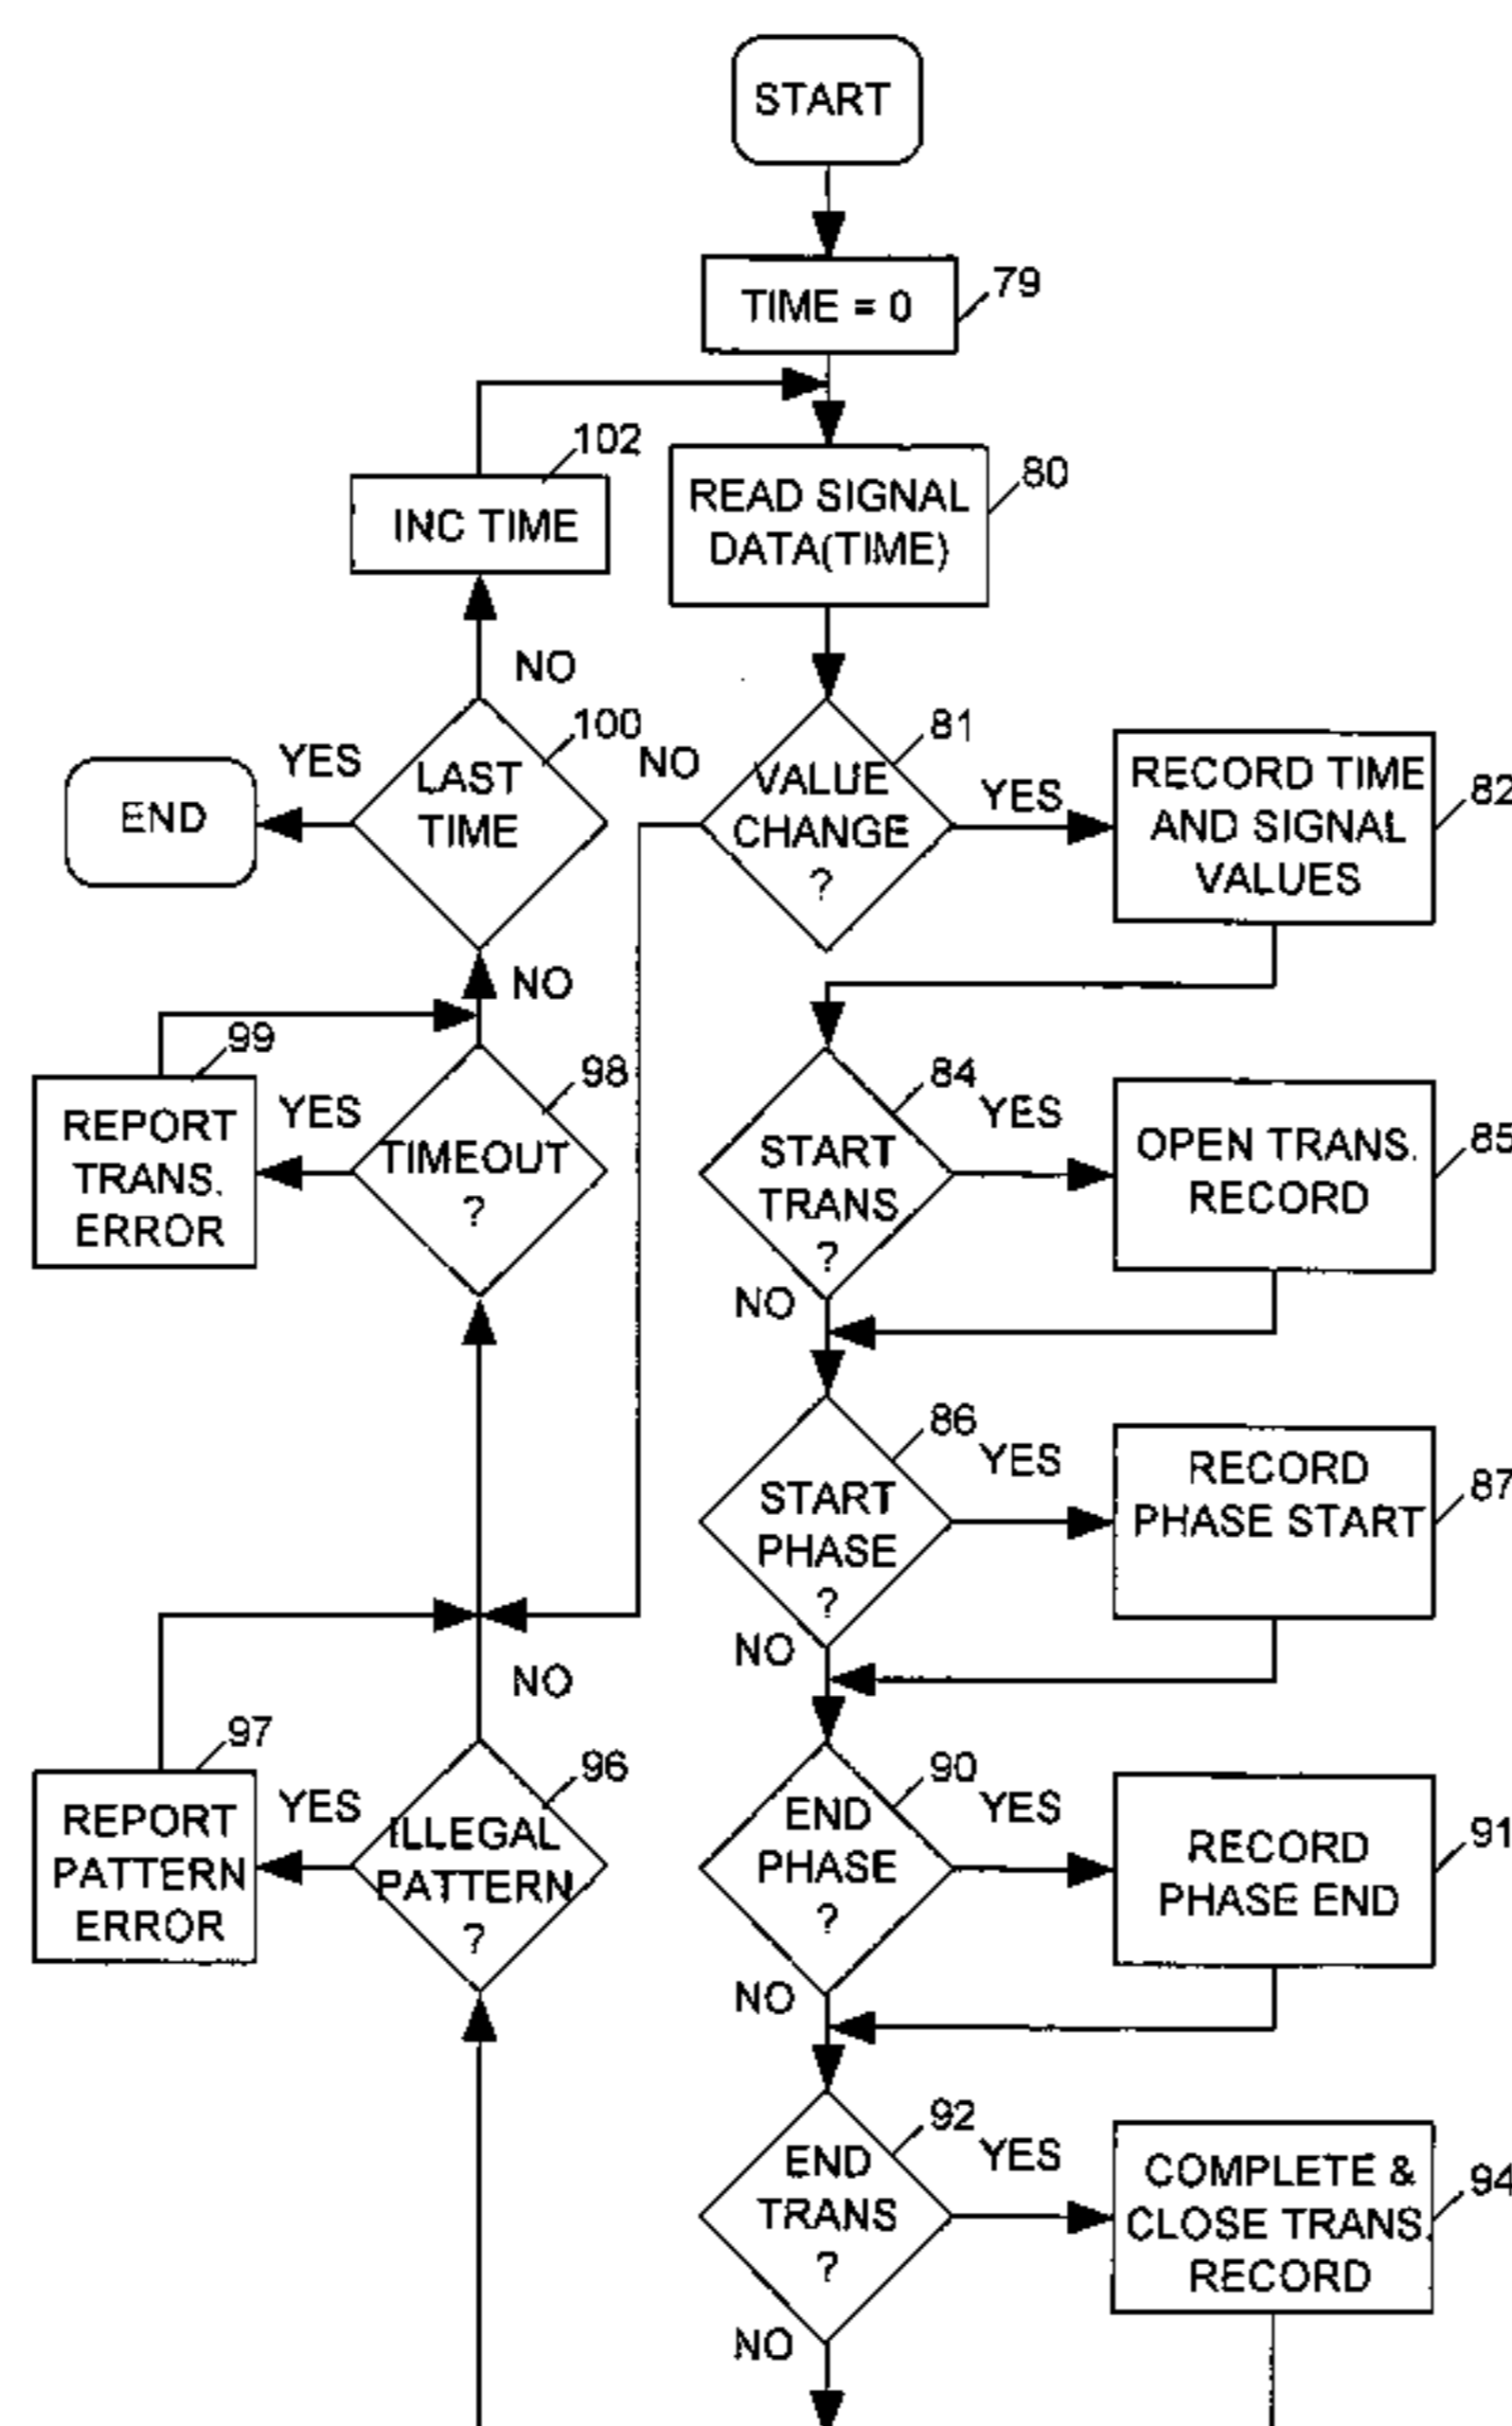 START
TIME = 0
79
102
INC TIME
READ SIGNAL
DATA(TIME)
80
NO
100
YES
LAST
TIME
END
NO
81
VALUE
CHANGE
?
YES
RECORD TIME
AND SIGNAL
VALUES
82
NO
99
98
REPORT
TRANS.
ERROR
YES
TIMEOUT
?
84
START
TRANS
?
YES
OPEN TRANS.
RECORD
85
NO
86
START
PHASE
?
YES
RECORD
PHASE START
87
NO
NO
97
96
REPORT
PATTERN
ERROR
YES
ILLEGAL
PATTERN
?
90
END
PHASE
?
YES
RECORD
PHASE END
91
NO
92
END
TRANS
?
YES
COMPLETE &
CLOSE TRANS.
RECORD
94
NO